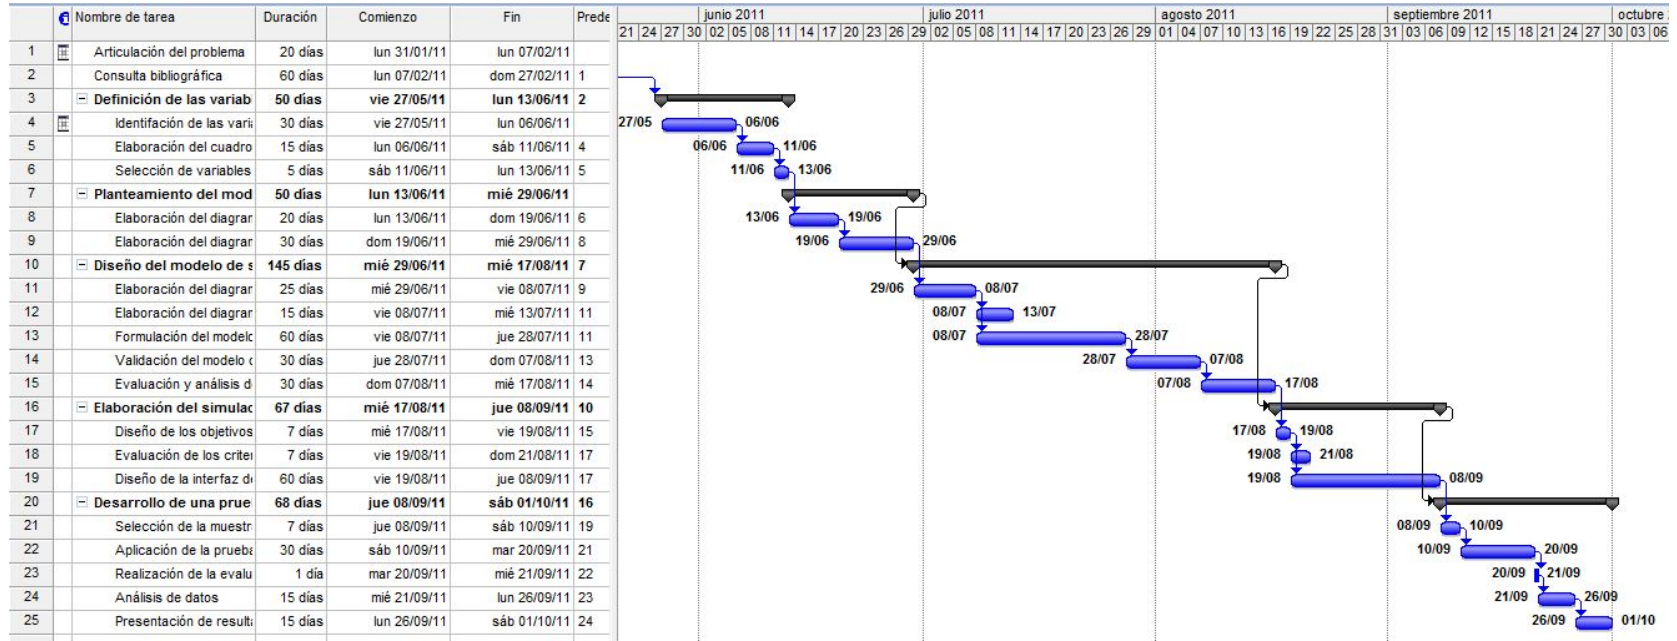 Nombre de tarea Duración Comienzo Fin Prede
junio 2011 julio 2011 agosto 2011 septiembre 2011 octubre
21 24 27 30 02 05 08 11 14 17 20 23 26 29 02 05 08 11 14 17 20 23 26 29 01 04 07 10 13 16 19 22 25 28 31 03 06 09 12 15 18 21 24 27 30 03 06
1 Articulación del problema 20 días lun 31/01/11 lun 07/02/11
2 Consulta bibliográfica 60 días lun 07/02/11 dom 27/02/11 1
3 Definición de las variab 50 días vie 27/05/11 lun 13/06/11 2
4 Identifación de las vari 30 días vie 27/05/11 lun 06/06/11 27/05 06/06
5 Elaboración del cuadro 15 días lun 06/06/11 sáb 11/06/11 4 06/06 11/06
6 Selección de variables 5 días sáb 11/06/11 lun 13/06/11 5 11/06 13/06
7 Planteamiento del mod 50 días lun 13/06/11 mié 29/06/11
8 Elaboración del diagrar 20 días lun 13/06/11 dom 19/06/11 6 13/06 19/06
9 Elaboración del diagrar 30 días dom 19/06/11 mié 29/06/11 8 19/06 29/06
10 Diseño del modelo de s 145 días mié 29/06/11 mié 17/08/11 7
11 Elaboración del diagrar 25 días mié 29/06/11 vie 08/07/11 9 29/06 08/07
12 Elaboración del diagrar 15 días vie 08/07/11 mié 13/07/11 11 08/07 13/07
13 Formulación del modelo 60 días vie 08/07/11 jue 28/07/11 11 08/07 28/07
14 Validación del modelo 30 días jue 28/07/11 dom 07/08/11 13 28/07 07/08
15 Evaluación y análisis d 30 días dom 07/08/11 mié 17/08/11 14 07/08 17/08
16 Elaboración del simulac 67 días mié 17/08/11 jue 08/09/11 10
17 Diseño de los objetivos 7 días mié 17/08/11 vie 19/08/11 15 17/08 19/08
18 Evaluación de los crite 7 días vie 19/08/11 dom 21/08/11 17 19/08 21/08
19 Diseño de la interfaz d 60 días vie 19/08/11 jue 08/09/11 17 19/08 08/09
20 Desarrollo de una prue 68 días jue 08/09/11 sáb 01/10/11 16
21 Selección de la muestr 7 días jue 08/09/11 sáb 10/09/11 19 08/09 10/09
22 Aplicación de la prueba 30 días sáb 10/09/11 mar 20/09/11 21 10/09 20/09
23 Realización de la evalu 1 día mar 20/09/11 mié 21/09/11 22 20/09 21/09
24 Análisis de datos 15 días mié 21/09/11 lun 26/09/11 23 21/09 26/09
25 Presentación de result 15 días lun 26/09/11 sáb 01/10/11 24 26/09 01/10